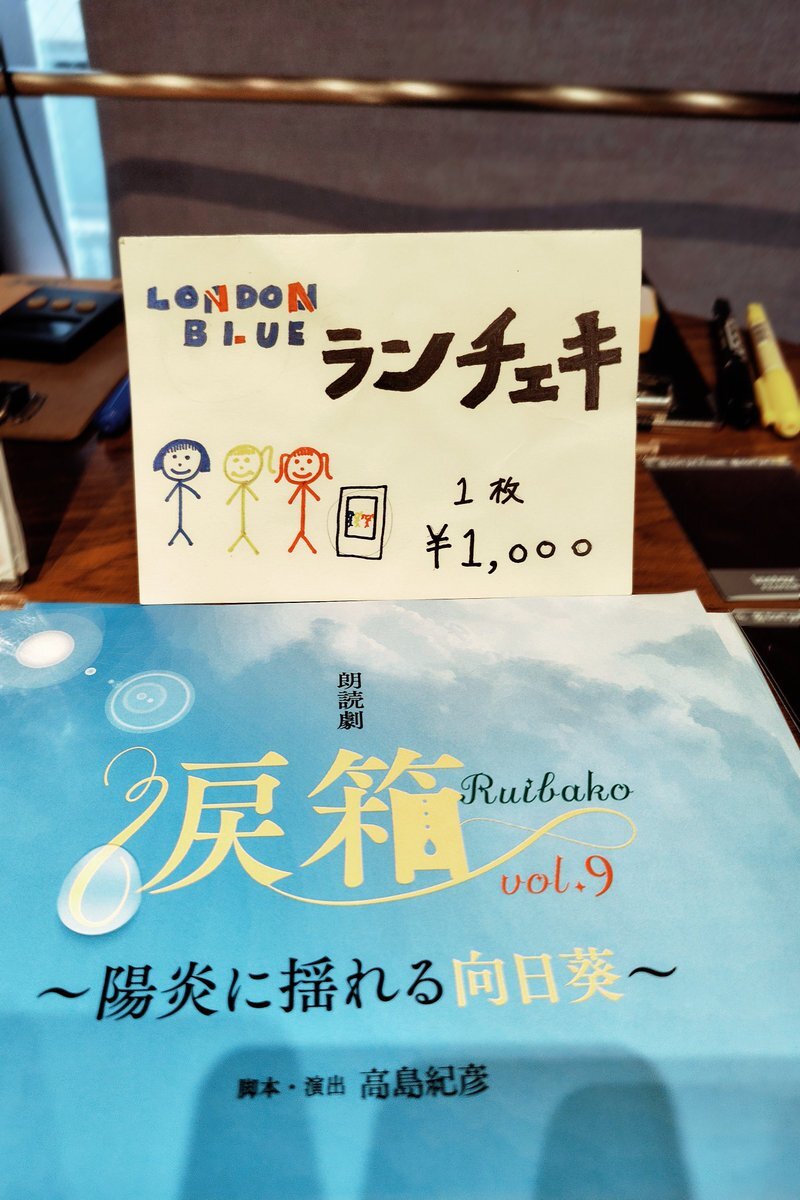 LONDON
BLUE
ランチェキ
1枚
¥1,000
朗読劇
涙箱
Ruibako
vol.9
～陽炎に揺れる向日葵～
脚本・演出 高島紀彦